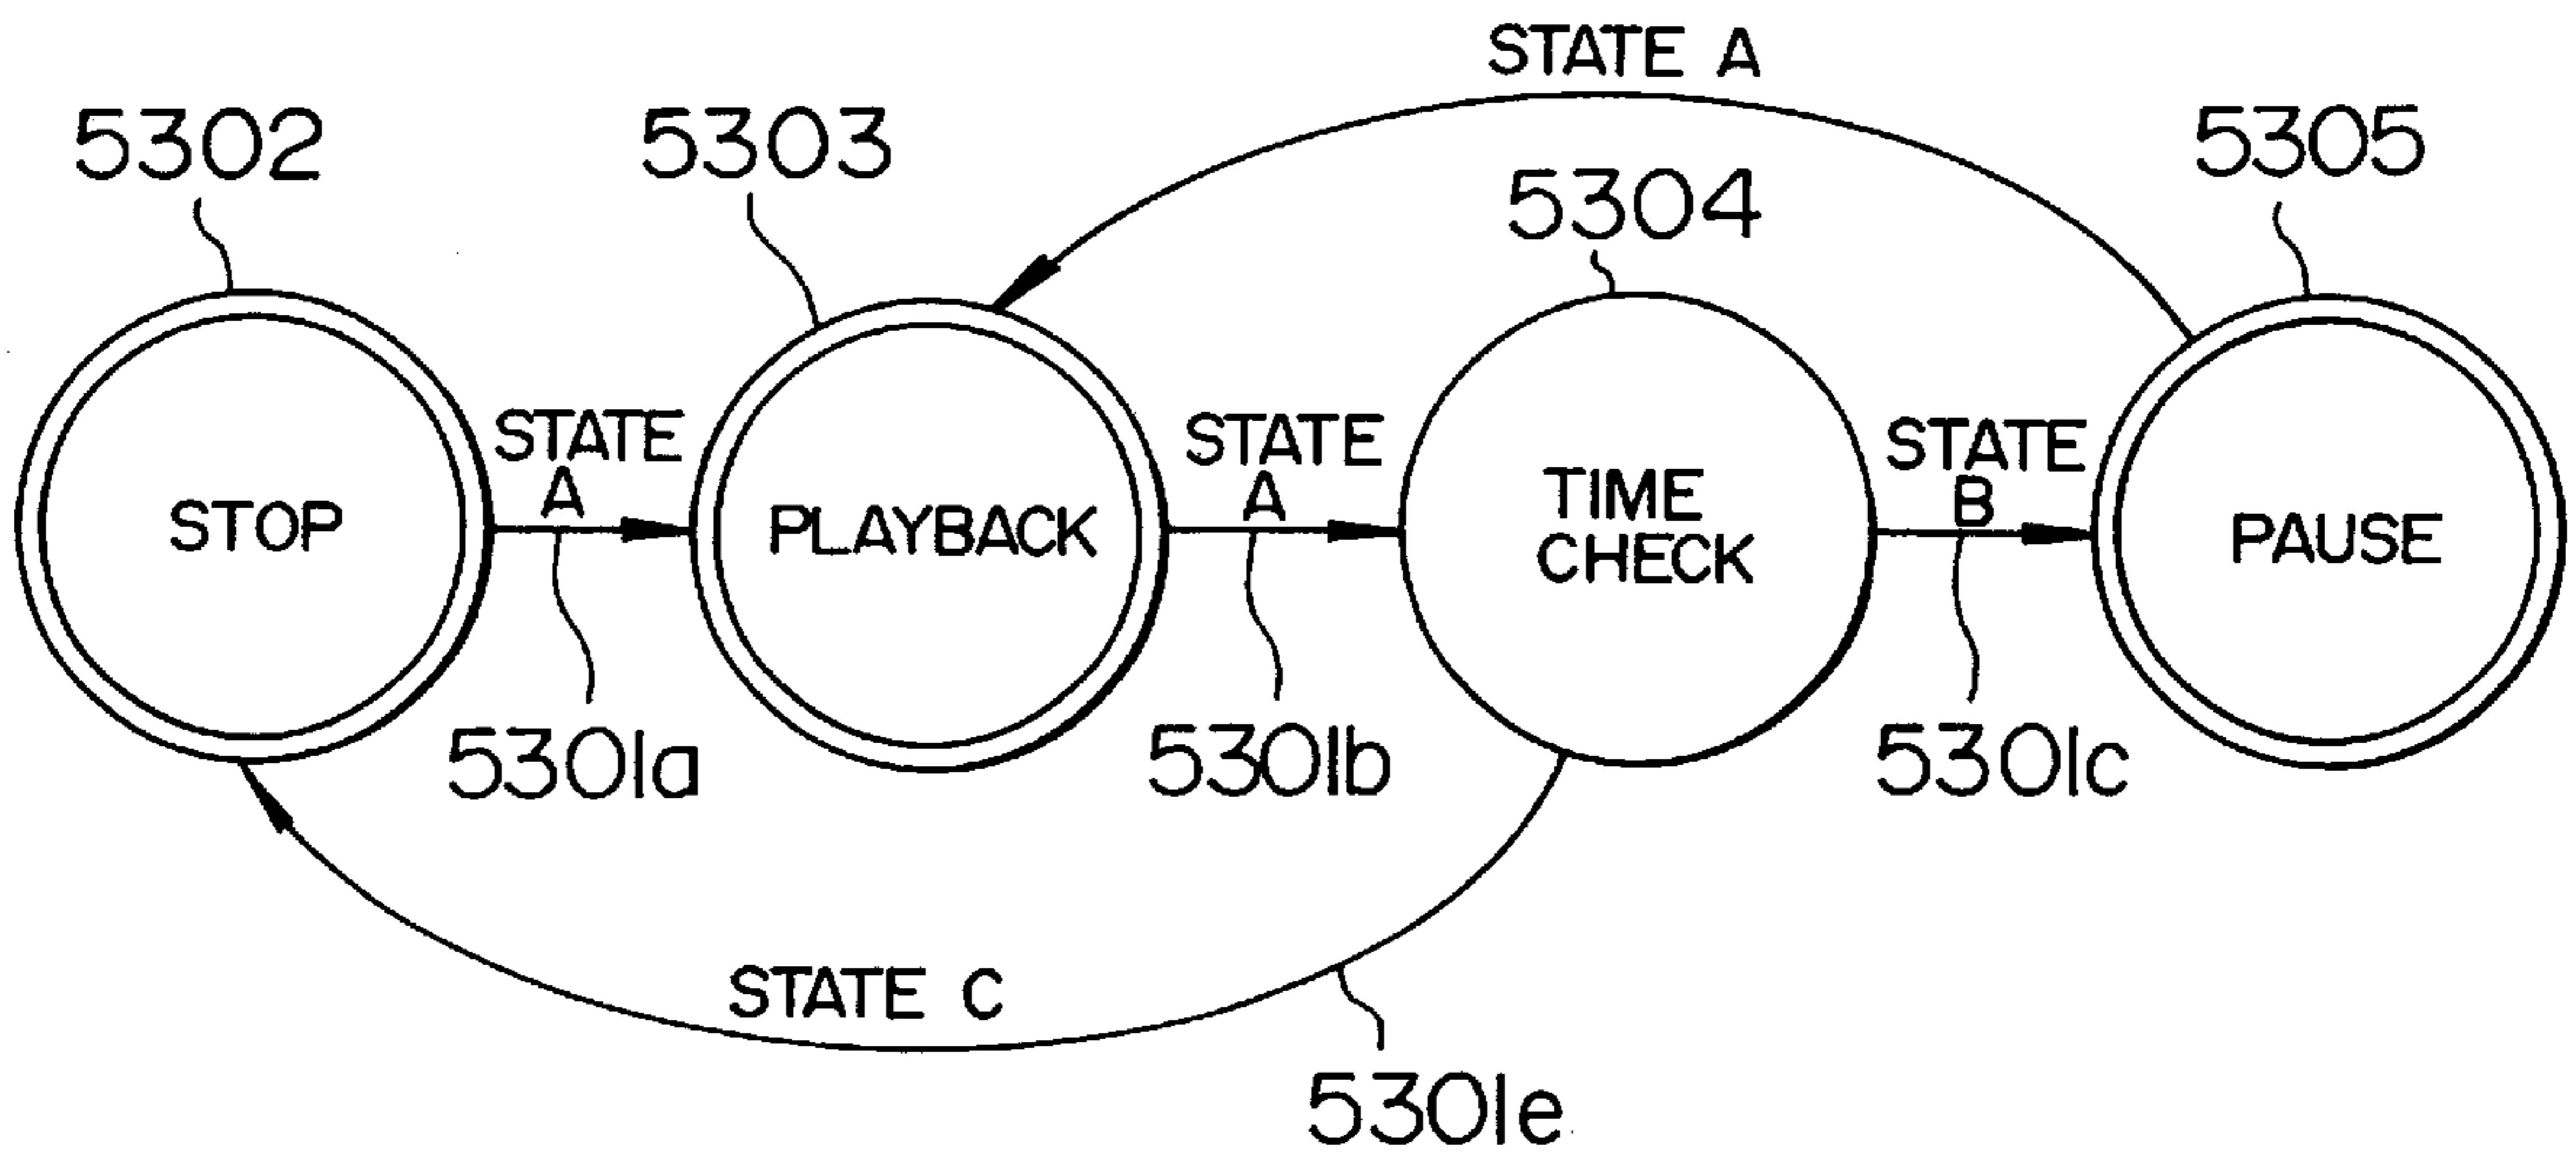 STATE A
5302
5303
5304
5305
STATE
A
STATE
A
STATE
B
STOP
PLAYBACK
TIME
CHECK
PAUSE
5301a
5301b
5301c
STATE C
5301e